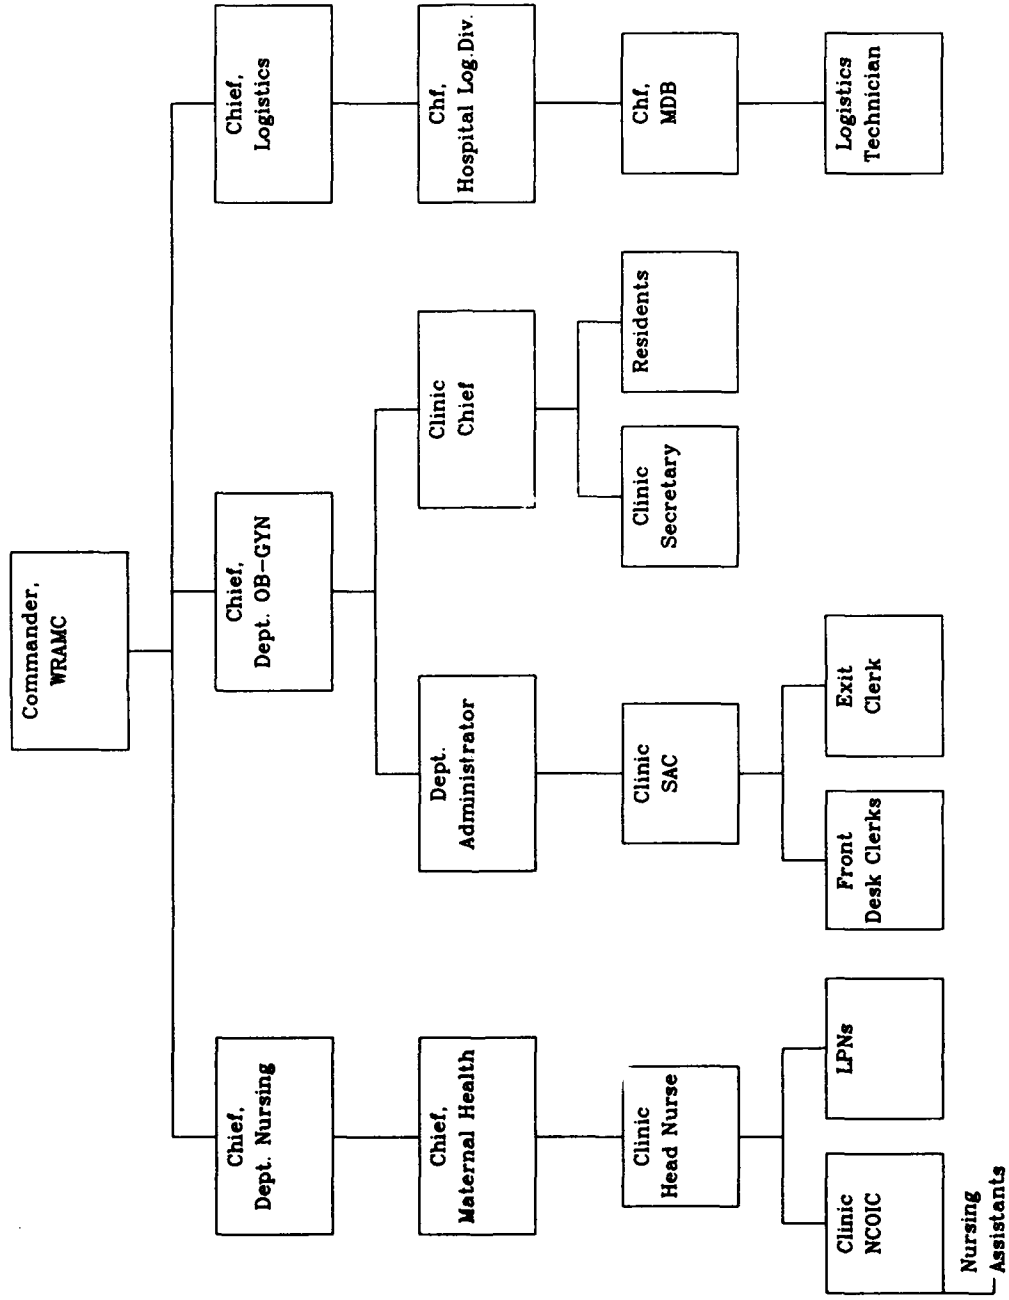 Commander,
WRAMC
Chief,
Dept. Nursing
Chief,
Dept. OB-GYN
Chief,
Logistics
Chief,
Maternal Health
Dept.
Administrator
Clinic
Chief
Chf,
Hospital Log.Div.
Clinic
Head Nurse
Clinic
SAC
Clinic
Secretary
Residents
Chf,
MDB
Clinic
NCOIC
LPNs
Front
Desk Clerks
Exit
Clerk
Logistics
Technician
Nursing
Assistants